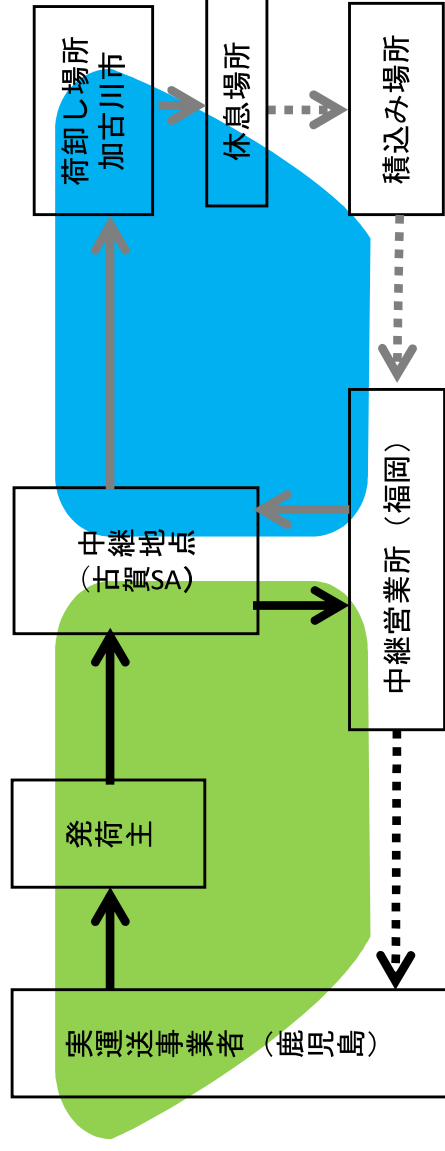 実運送事業者（鹿児島）
発荷主
中継地点
（古賀SA）
中継営業所（福岡）
荷卸し場所
加古川市
休息場所
積込み場所